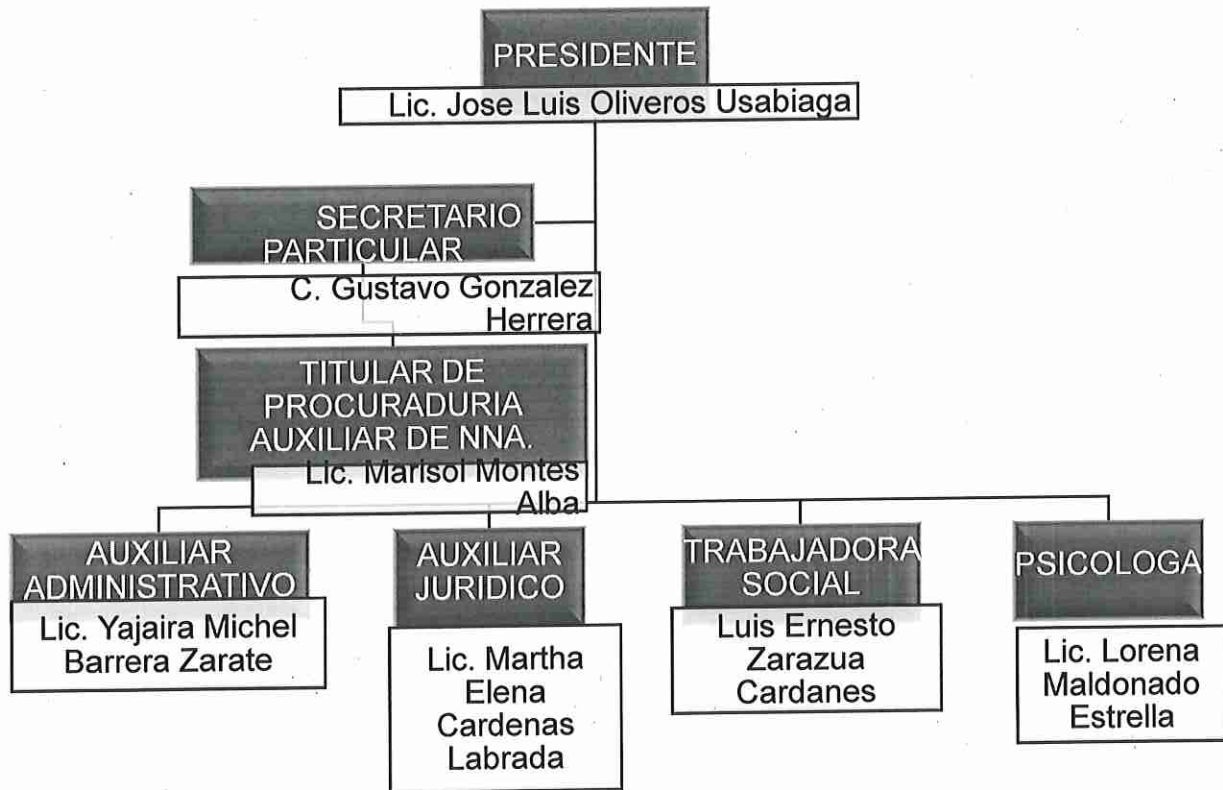 PRESIDENTE
Lic. Jose Luis Oliveros Usabiaga
SECRETARIO
PARTICULAR
C. Gustavo Gonzalez
Herrera
TITULAR DE
PROCURADURIA
AUXILIAR DE NNA.
Lic. Marisol Montes
Alba
AUXILIAR
ADMINISTRATIVO
Lic. Yajaira Michel
Barrera Zarate
AUXILIAR
JURIDICO
Lic. Martha
Elena
Cardenas
Labrada
TRABAJADORA
SOCIAL
Luis Ernesto
Zarazua
Cardanes
PSICOLOGA
Lic. Lorena
Maldonado
Estrella